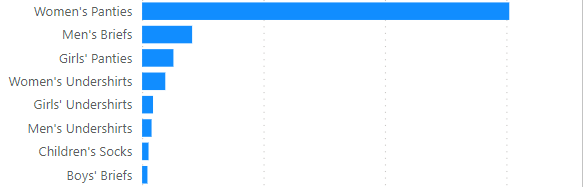 Women's Panties
Men's Briefs
Girls' Panties
Women's Undershirts
Girls' Undershirts
Men's Undershirts
Children's Socks
Boys' Briefs